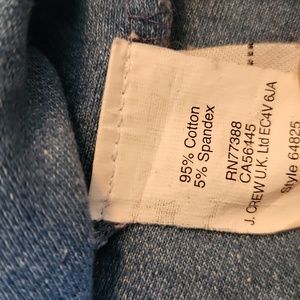 95% Cotton
5% Spandex
RN77388
CA56445
J. CREW U.K. Ltd EC4V 6JA
Style 64825